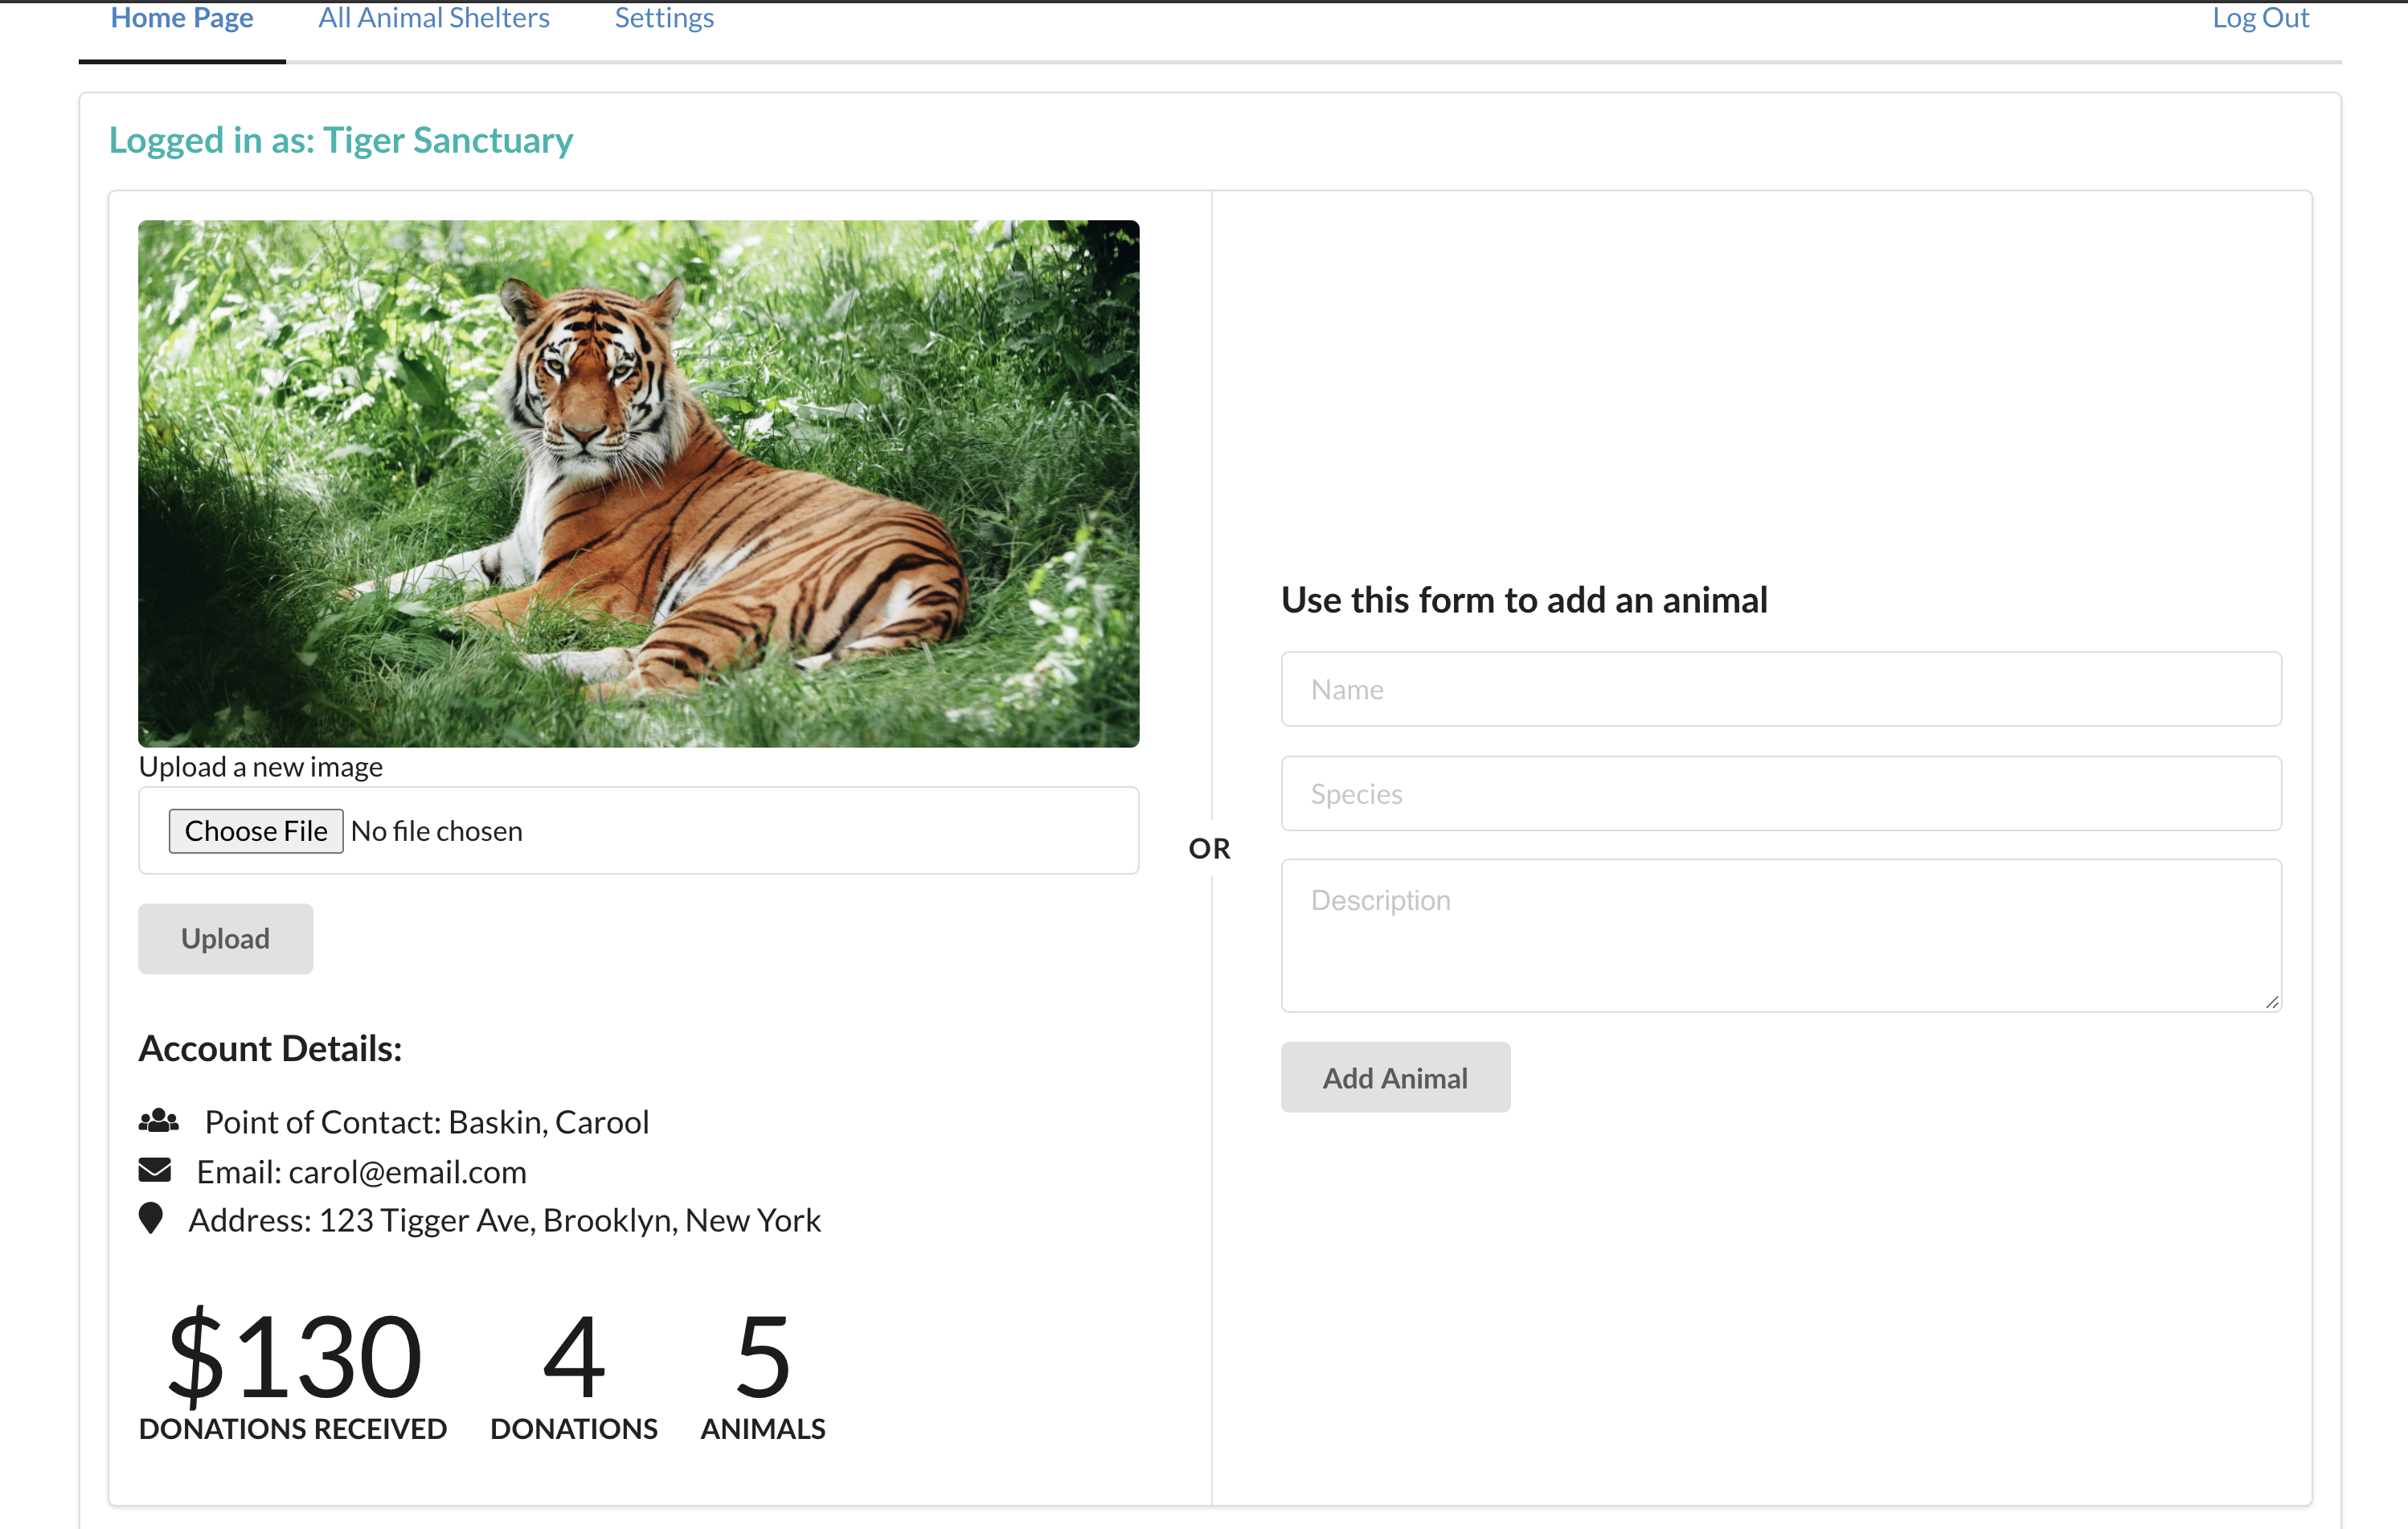 Home Page All Animal Shelters Settings Log Out
Logged in as: Tiger Sanctuary
Upload a new image
Choose File No file chosen
Upload
Account Details:
Point of Contact: Baskin, Carool
Email: carol@email.com
Address: 123 Tigger Ave, Brooklyn, New York
$130 4 5
DONATIONS RECEIVED DONATIONS ANIMALS
OR
Use this form to add an animal
Name
Species
Description
Add Animal